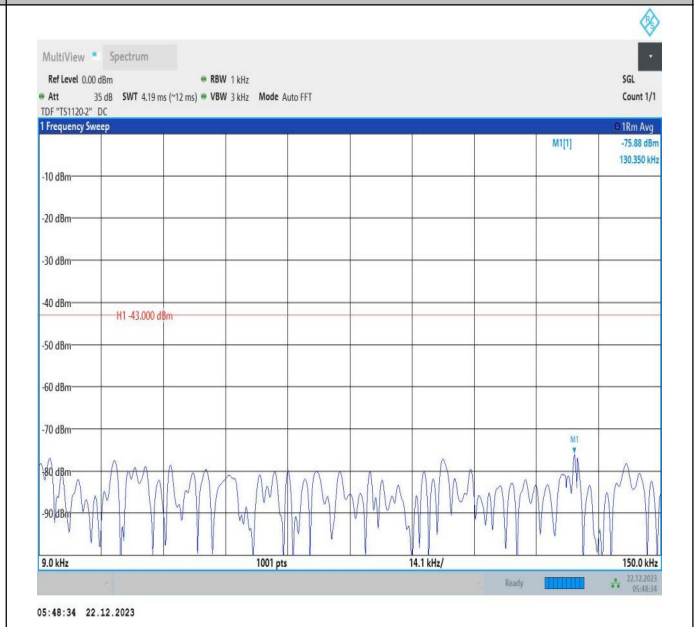 R S
MultiView Spectrum
Ref Level 0.00 dBm RBW 1 kHz SGL
Att 35 dB SWT 4.19 ms (~12 ms) VBW 3 kHz Mode Auto FFT Count 1/1
TDF "TS1120-2" DC
1 Frequency Sweep 1Rm Avg
M1[1] -75.88 dBm
130.350 kHz
-10 dBm
-20 dBm
-30 dBm
-40 dBm
H1 -43.000 dBm
-50 dBm
-60 dBm
-70 dBm
M1
-80 dBm
-90 dBm
9.0 kHz 1001 pts 14.1 kHz/ 150.0 kHz
Ready 22.12.2023
05:48:34
05:48:34 22.12.2023